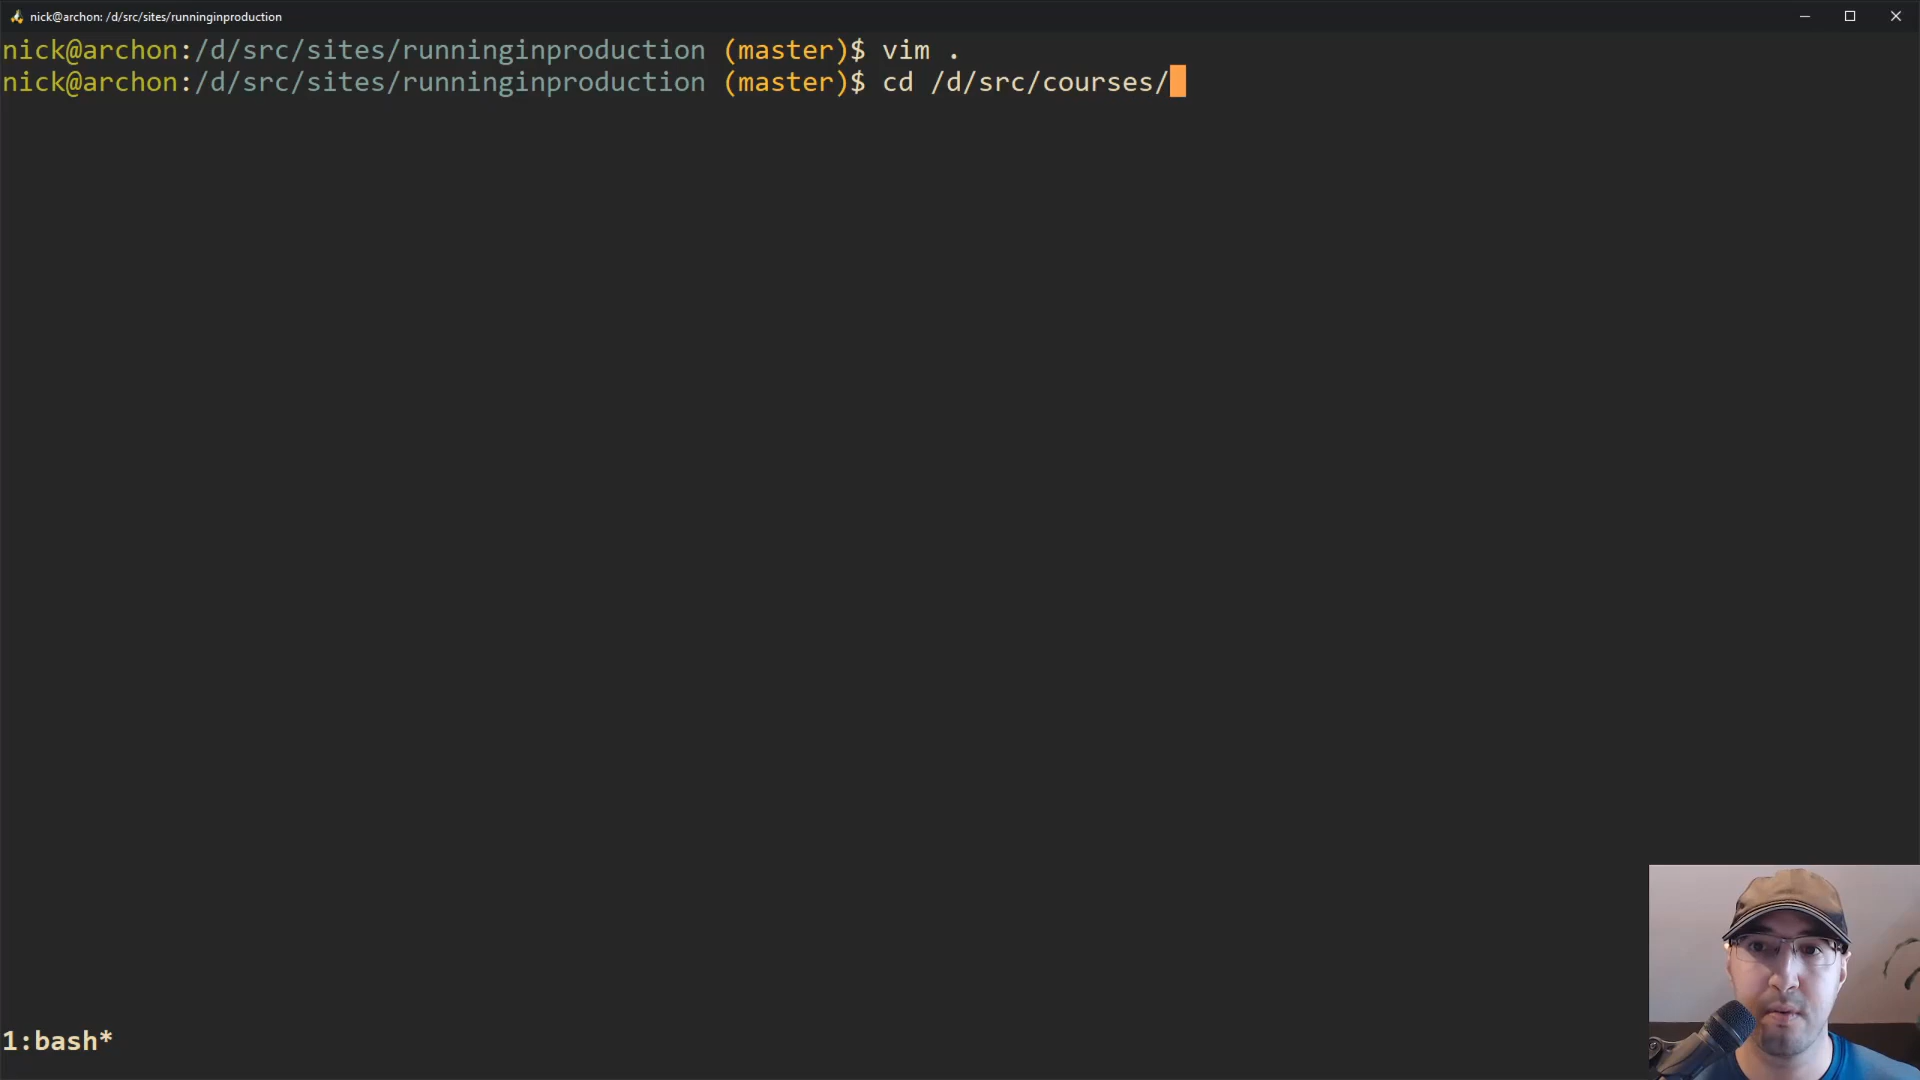 nick@archon: /d/src/sites/runninginproduction
nick@archon:/d/src/sites/runninginproduction (master)$ vim .
nick@archon:/d/src/sites/runninginproduction (master)$ cd /d/src/courses/
1:bash*